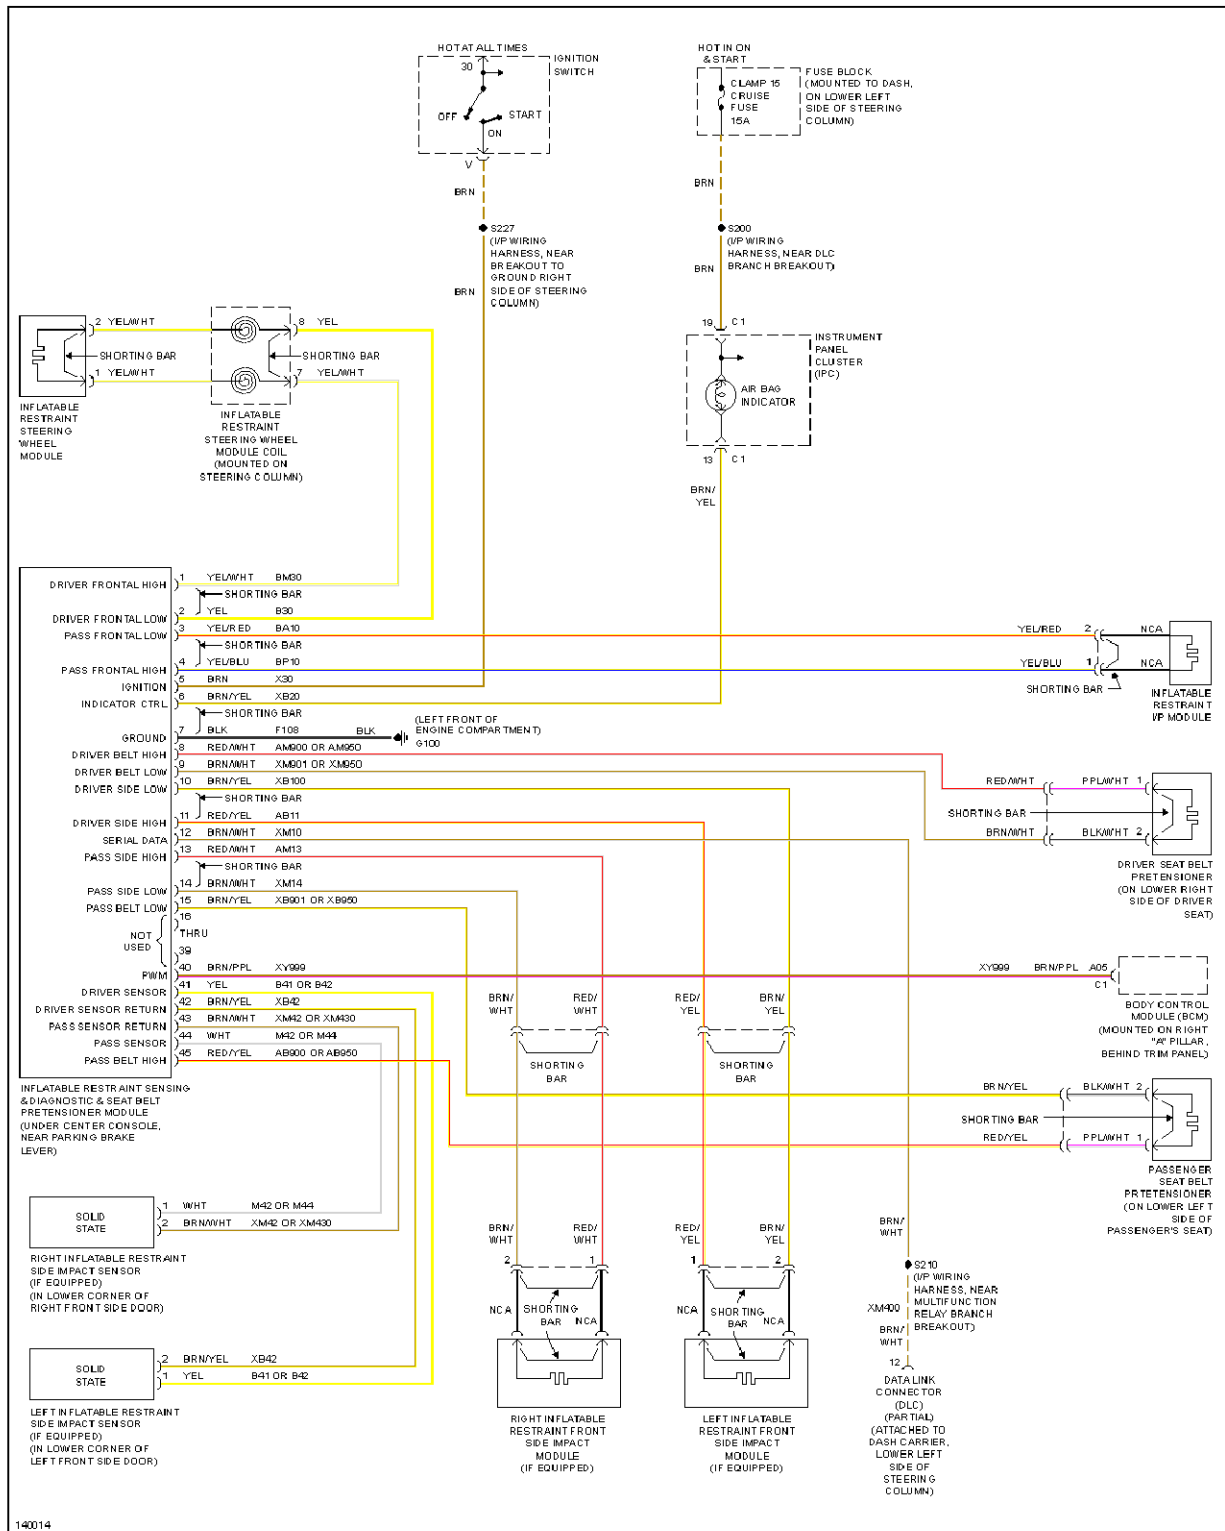 HOT AT ALL TIMES
30
IGNITION
SWITCH
OFF
START
ON
V
BRN
S227
(I/P WIRING
HARNESS, NEAR
BREAKOUT TO
GROUND RIGHT
SIDE OF STEERING
COLUMN)
BRN
HOT IN ON
& START
CLAMP 15
CRUISE
FUSE
15A
FUSE BLOCK
(MOUNTED TO DASH,
ON LOWER LEFT
SIDE OF STEERING
COLUMN)
BRN
S200
(I/P WIRING
HARNESS, NEAR DLC
BRANCH BREAKOUT)
BRN
19 C1
INSTRUMENT
PANEL
CLUSTER
(IPC)
AIR BAG
INDICATOR
13 C1
BRN/
YEL
2 YEL/WHT
8 YEL
SHORTING BAR
SHORTING BAR
1 YEL/WHT
7 YEL/WHT
INFLATABLE
RESTRAINT
STEERING
WHEEL
MODULE
INFLATABLE
RESTRAINT
STEERING WHEEL
MODULE COIL
(MOUNTED ON
STEERING COLUMN)
DRIVER FRONTAL HIGH 1 YEL/WHT BM30
SHORTING BAR
DRIVER FRONTAL LOW 2 YEL B30
PASS FRONTAL LOW 3 YEL/RED BA10
SHORTING BAR
PASS FRONTAL HIGH 4 YEL/BLU BP10
IGNITION 5 BRN X30
INDICATOR CTRL 6 BRN/YEL XB20
SHORTING BAR
GROUND 7 BLK F108 BLK
(LEFT FRONT OF
ENGINE COMPARTMENT)
G100
DRIVER BELT HIGH 8 RED/WHT AM900 OR AM950
DRIVER BELT LOW 9 BRN/WHT XM901 OR XM950
DRIVER SIDE LOW 10 BRN/YEL XB100
SHORTING BAR
DRIVER SIDE HIGH 11 RED/YEL AB11
SERIAL DATA 12 BRN/WHT XM10
PASS SIDE HIGH 13 RED/WHT AM13
SHORTING BAR
PASS SIDE LOW 14 BRN/WHT XM14
PASS BELT LOW 15 BRN/YEL XB901 OR XB950
16
NOT
USED
THRU
39
PWM 40 BRN/PPL XY999
DRIVER SENSOR 41 YEL B41 OR B42
DRIVER SENSOR RETURN 42 BRN/YEL XB42
PASS SENSOR RETURN 43 BRN/WHT XM42 OR XM430
PASS SENSOR 44 WHT M42 OR M44
PASS BELT HIGH 45 RED/YEL AB900 OR AB950
INFLATABLE RESTRAINT SENSING
& DIAGNOSTIC & SEAT BELT
PRETENSIONER MODULE
(UNDER CENTER CONSOLE,
NEAR PARKING BRAKE
LEVER)
YEL/RED 2 NCA
YEL/BLU 1 NCA
SHORTING BAR
INFLATABLE
RESTRAINT
I/P MODULE
RED/WHT PPL/WHT 1
SHORTING BAR
BRN/WHT BLK/WHT 2
DRIVER SEAT BELT
PRETENSIONER
(ON LOWER RIGHT
SIDE OF DRIVER
SEAT)
XY999 BRN/PPL A05
C1
BODY CONTROL
MODULE (BCM)
(MOUNTED ON RIGHT
"A" PILLAR,
BEHIND TRIM PANEL)
BRN/YEL BLK/WHT 2
SHORTING BAR
RED/YEL PPL/WHT 1
PASSENGER
SEAT BELT
PRTETENSIONER
(ON LOWER LEFT
SIDE OF
PASSENGER'S SEAT)
BRN/
WHT
RED/
WHT
RED/
YEL
BRN/
YEL
SHORTING
BAR
SHORTING
BAR
SOLID
STATE
1 WHT M42 OR M44
2 BRN/WHT XM42 OR XM430
RIGHT INFLATABLE RESTRAINT
SIDE IMPACT SENSOR
(IF EQUIPPED)
(IN LOWER CORNER OF
RIGHT FRONT SIDE DOOR)
SOLID
STATE
2 BRN/YEL XB42
1 YEL B41 OR B42
LEFT INFLATABLE RESTRAINT
SIDE IMPACT SENSOR
(IF EQUIPPED)
(IN LOWER CORNER OF
LEFT FRONT SIDE DOOR)
BRN/
WHT
RED/
WHT
2 1
NCA
SHORTING
BAR
NCA
RIGHT INFLATABLE
RESTRAINT FRONT
SIDE IMPACT
MODULE
(IF EQUIPPED)
RED/
YEL
BRN/
YEL
1 2
NCA
SHORTING
BAR
NCA
LEFT INFLATABLE
RESTRAINT FRONT
SIDE IMPACT
MODULE
(IF EQUIPPED)
BRN/
WHT
S210
(I/P WIRING
HARNESS, NEAR
MULTIFUNCTION
RELAY BRANCH
BREAKOUT)
XM400
BRN/
WHT
12
DATA LINK
CONNECTOR
(DLC)
(PARTIAL)
(ATTACHED TO
DASH CARRIER,
LOWER LEFT
SIDE OF
STEERING
COLUMN)
140014